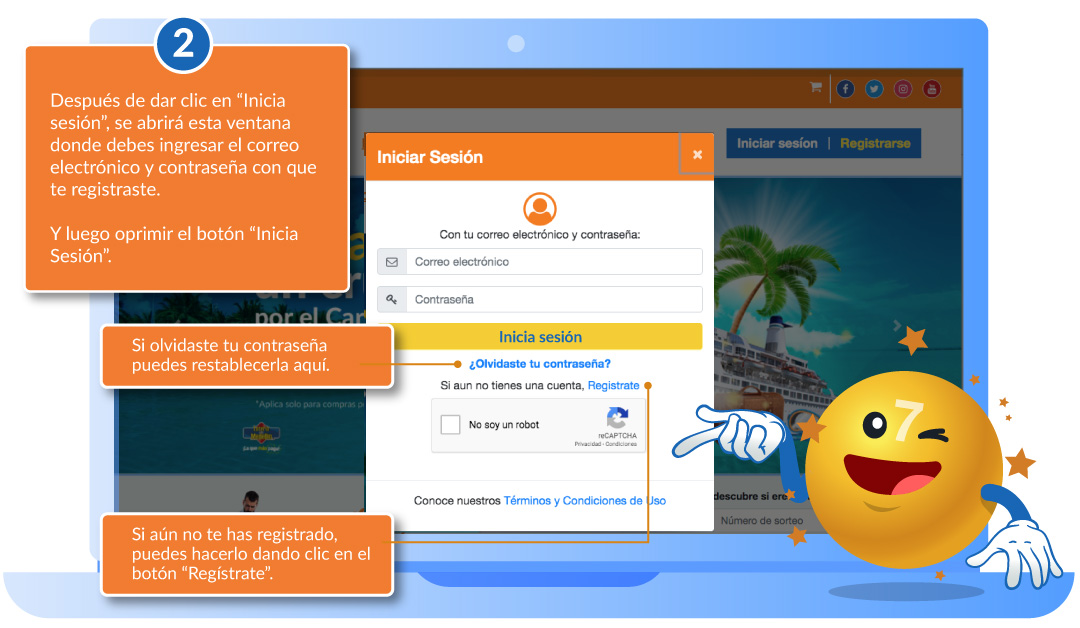 2
Después de dar clic en “Inicia
sesión”, se abrirá esta ventana
donde debes ingresar el correo
electrónico y contraseña con que
te registraste.
Y luego oprimir el botón “Inicia
Sesión”.
Iniciar sesíon | Registrarse
Iniciar Sesión
×
Con tu correo electrónico y contraseña:
Correo electrónico
Contraseña
Inicia sesión
¿Olvidaste tu contraseña?
Si aun no tienes una cuenta, Registrate
No soy un robot
reCAPTCHA
Privacidad - Condiciones
Conoce nuestros Términos y Condiciones de Uso
Si olvidaste tu contraseña
puedes restablecerla aquí.
Si aún no te has registrado,
puedes hacerlo dando clic en el
botón “Regístrate”.
por el Car
*Aplica solo para compras p
descubre si ere
Número de sorteo
7